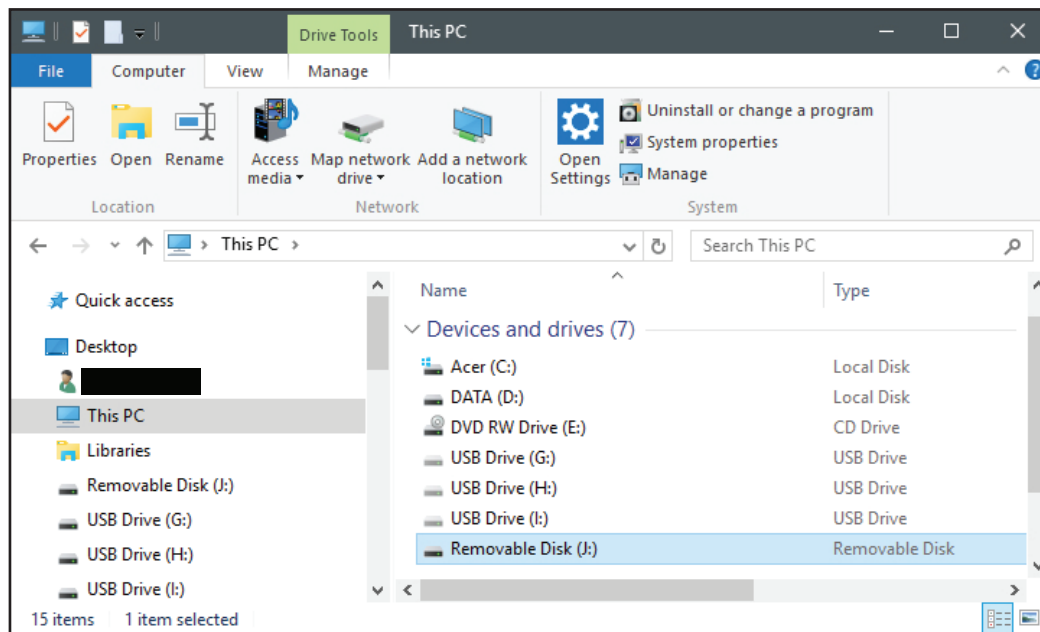 Drive Tools This PC
File Computer View Manage
Properties Open Rename
Access media Map network drive Add a network location
Open Settings
Uninstall or change a program
System properties
Manage
Location Network System
This PC
Search This PC
Quick access
Desktop
This PC
Libraries
Removable Disk (J:)
USB Drive (G:)
USB Drive (H:)
USB Drive (I:)
Name Type
Devices and drives (7)
Acer (C:) Local Disk
DATA (D:) Local Disk
DVD RW Drive (E:) CD Drive
USB Drive (G:) USB Drive
USB Drive (H:) USB Drive
USB Drive (I:) USB Drive
Removable Disk (J:) Removable Disk
15 items 1 item selected